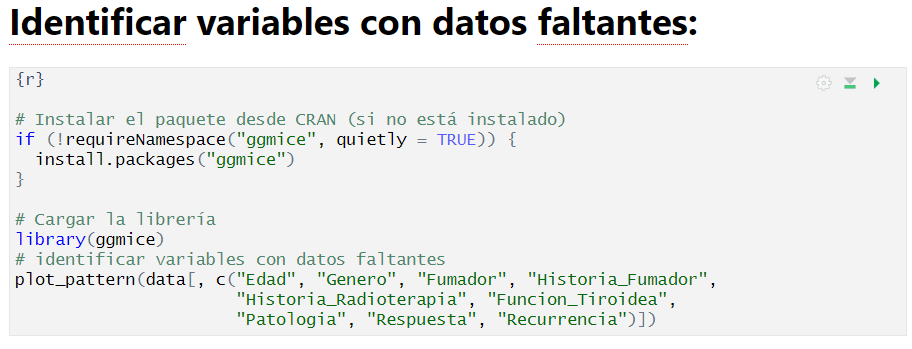 Identificar variables con datos faltantes:
{r}
# Instalar el paquete desde CRAN (si no está instalado)
if (!requireNamespace("ggmice", quietly = TRUE)) {
  install.packages("ggmice")
}
# Cargar la librería
library(ggmice)
# identificar variables con datos faltantes
plot_pattern(data[, c("Edad", "Genero", "Fumador", "Historia_Fumador",
                      "Historia_Radioterapia", "Funcion_Tiroidea",
                      "Patologia", "Respuesta", "Recurrencia")])